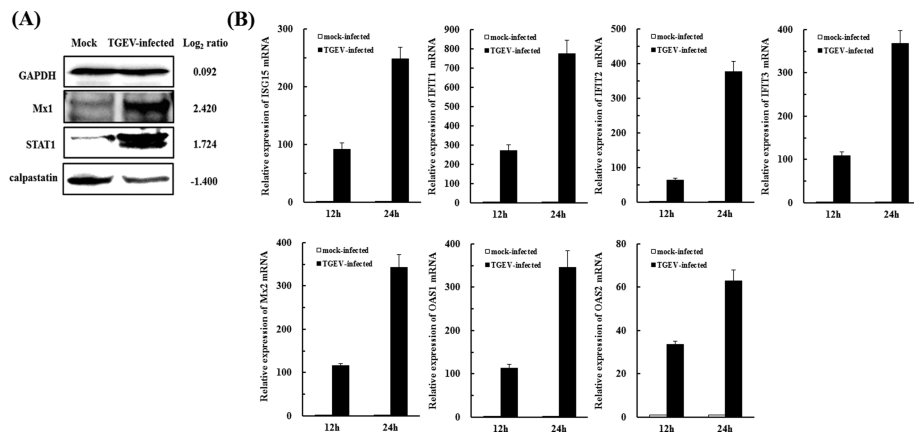 (A)
Mock TGEV-infected Log2 ratio
GAPDH 0.092
Mx1 2.420
STAT1 1.724
calpastatin -1.400
(B)
Relative expression of ISG15 mRNA
300
200
100
0
□mock-infected
■TGEV-infected
12h 24h
Relative expression of IFIT1 mRNA
900
800
700
600
500
400
300
200
100
0
□mock-infected
■TGEV-infected
12h 24h
Relative expression of IFIT2 mRNA
500
400
300
200
100
0
□mock-infected
■TGEV-infected
12h 24h
Relative expression of IFIT3 mRNA
400
300
200
100
0
□mock-infected
■TGEV-infected
12h 24h
Relative expression of Mx2 mRNA
400
300
200
100
0
□mock-infected
■TGEV-infected
12h 24h
Relative expression of OAS1 mRNA
400
300
200
100
0
□mock-infected
■TGEV-infected
12h 24h
Relative expression of OAS2 mRNA
80
60
40
20
0
□mock-infected
■TGEV-infected
12h 24h